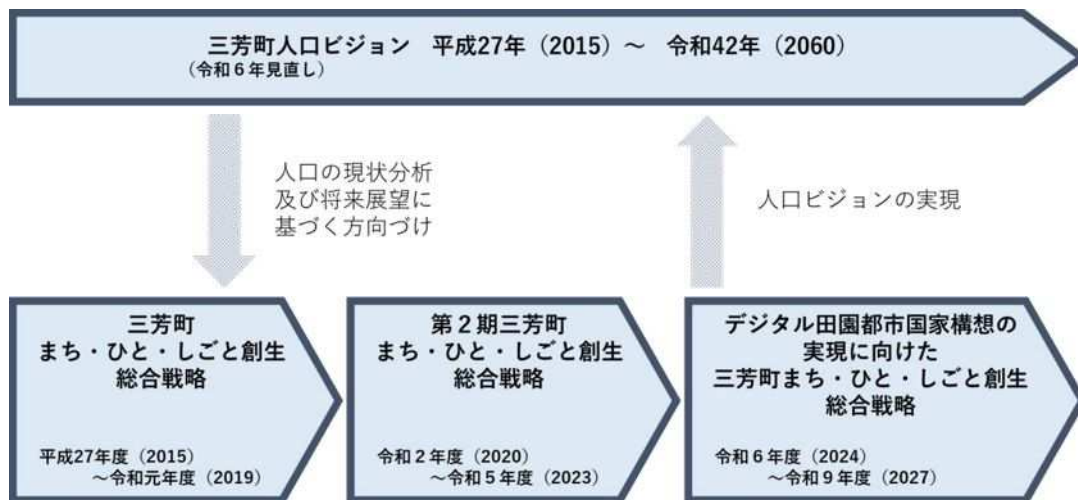 三芳町人口ビジョン 平成27年（2015）～ 令和42年（2060）
（令和６年見直し）
人口の現状分析
及び将来展望に
基づく方向づけ
人口ビジョンの実現
三芳町
まち・ひと・しごと創生
総合戦略
平成27年度（2015）
～令和元年度（2019）
第２期三芳町
まち・ひと・しごと創生
総合戦略
令和２年度（2020）
～令和５年度（2023）
デジタル田園都市国家構想の
実現に向けた
三芳町まち・ひと・しごと創生
総合戦略
令和６年度（2024）
～令和９年度（2027）